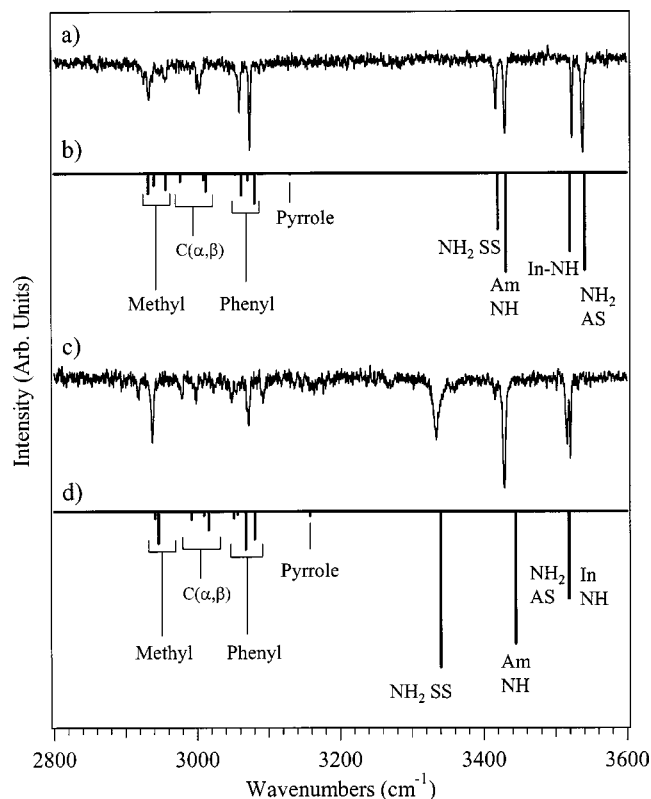 a)
b)
Pyrrole
NH₂ SS
In-NH
C(α,β)
Am
NH
NH₂
AS
Methyl
Phenyl
c)
Intensity (Arb. Units)
d)
Pyrrole
NH₂
AS
In
NH
C(α,β)
Methyl
Phenyl
Am
NH
NH₂ SS
2800
3000
3200
3400
3600
Wavenumbers (cm⁻¹)